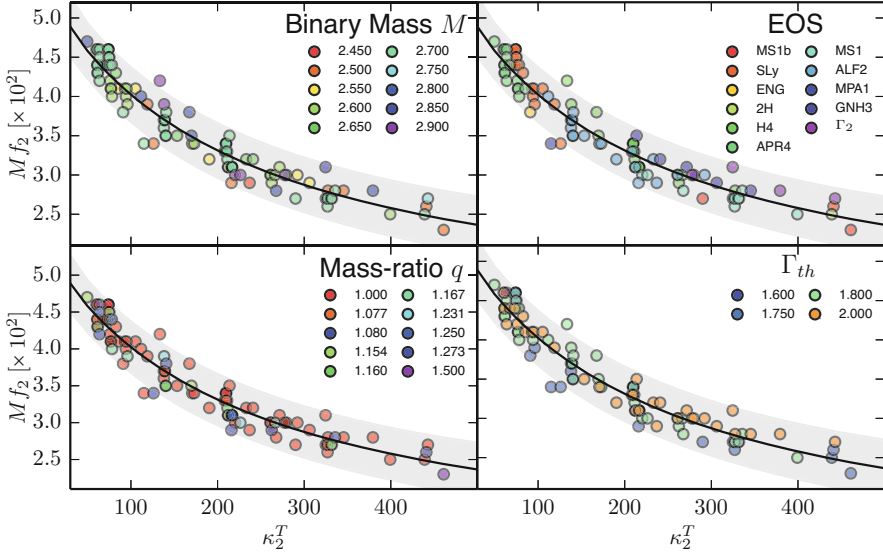 Binary Mass M
2.450 2.700
2.500 2.750
2.550 2.800
2.600 2.850
2.650 2.900
5.0
4.5
4.0
3.5
3.0
2.5
Mf₂ [×10²]
EOS
MS1b MS1
SLy ALF2
ENG MPA1
2H GNH3
H4 Γ₂
APR4
Mass-ratio q
1.000 1.167
1.077 1.231
1.080 1.250
1.154 1.273
1.160 1.500
5.0
4.5
4.0
3.5
3.0
2.5
Mf₂ [×10²]
100 200 300 400
κ₂ᵀ
Γₜₕ
1.600 1.800
1.750 2.000
100 200 300 400
κ₂ᵀ